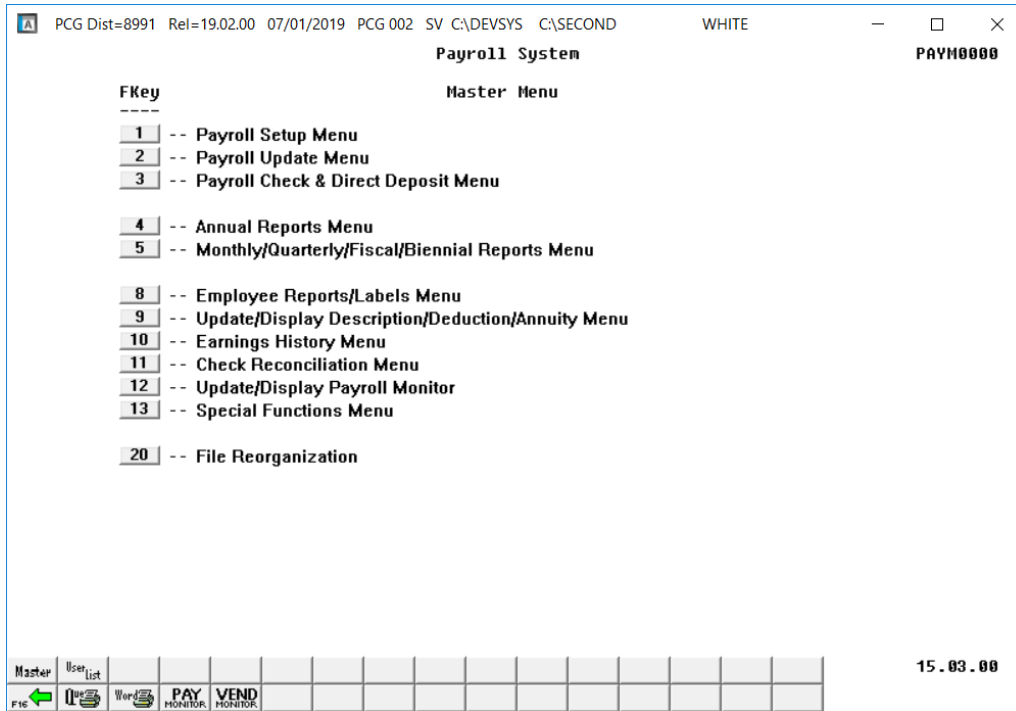 PCG Dist=8991 Rel=19.02.00 07/01/2019 PCG 002 SV C:\DEVSYS C:\SECOND WHITE
Payroll System PAYM0000
FKey Master Menu
----
1 -- Payroll Setup Menu
2 -- Payroll Update Menu
3 -- Payroll Check & Direct Deposit Menu
4 -- Annual Reports Menu
5 -- Monthly/Quarterly/Fiscal/Biennial Reports Menu
8 -- Employee Reports/Labels Menu
9 -- Update/Display Description/Deduction/Annuity Menu
10 -- Earnings History Menu
11 -- Check Reconciliation Menu
12 -- Update/Display Payroll Monitor
13 -- Special Functions Menu
20 -- File Reorganization
Master User List 15.03.00
F16 Que Word PAY MONITOR VEND MONITOR